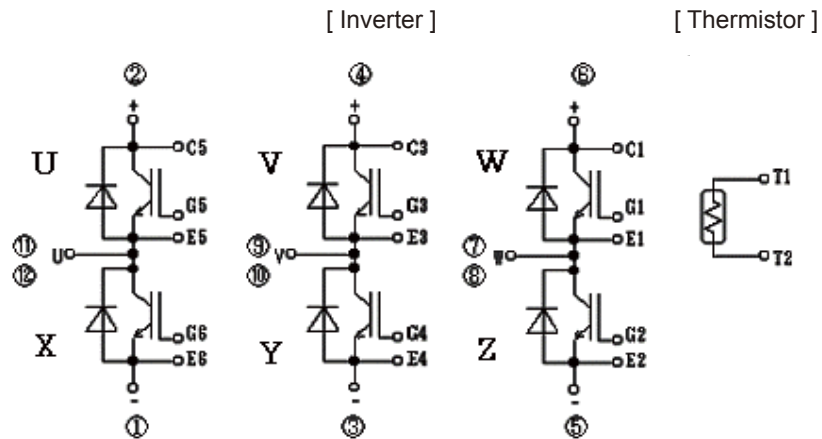 [ Inverter ] [ Thermistor ]
② ④ ⑥
+ + +
C5 C3 C1
U V W
T1
G5 G3 G1
E5 E3 E1
⑪ U ⑨ V ⑦ W
T2
⑫ ⑩ ⑧
G6 G4 G2
X Y Z
E6 E4 E2
- - -
① ③ ⑤